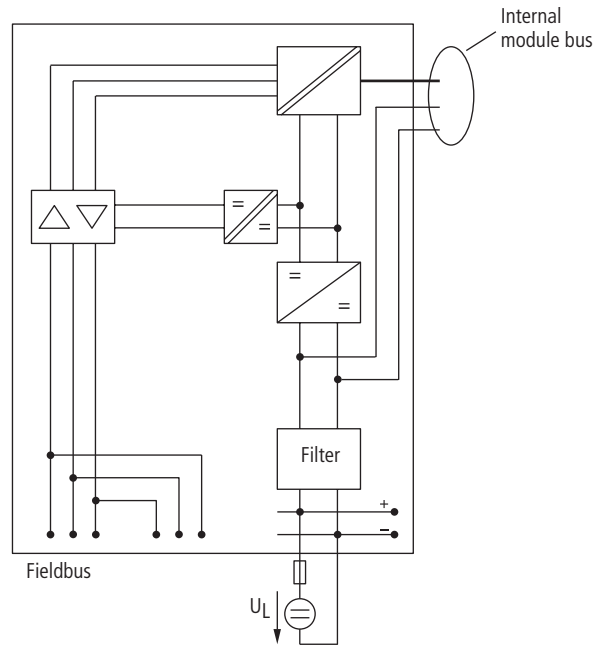 Internal
module bus
=
=
=
=
Filter
+
−
Fieldbus
UL